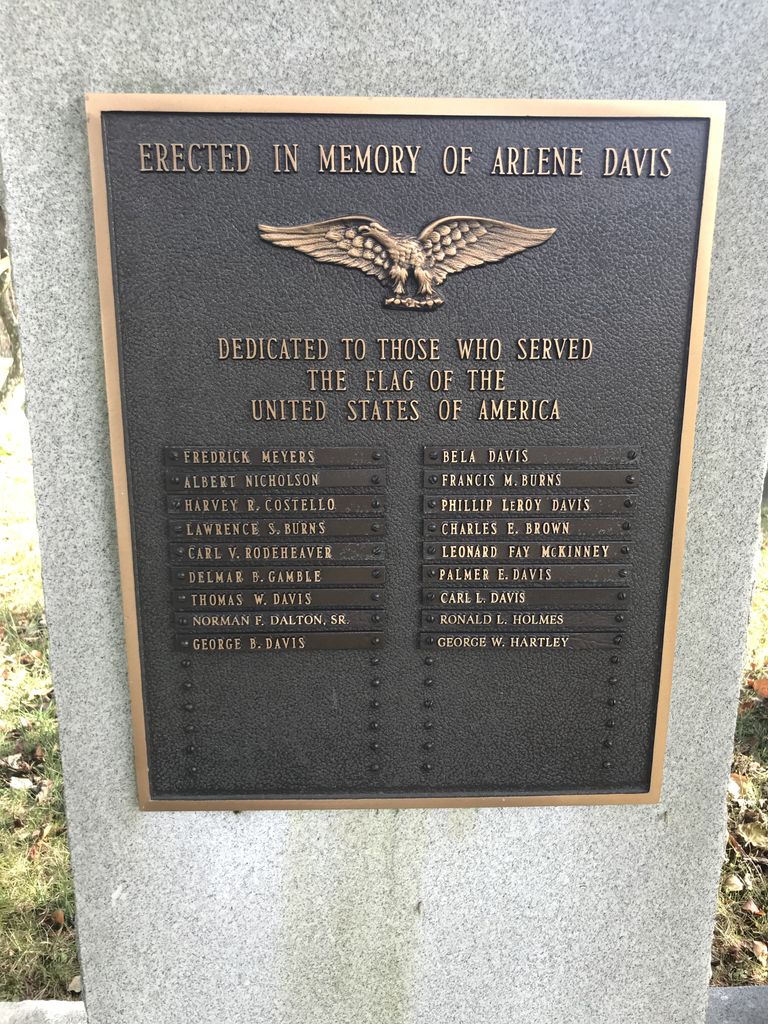 ERECTED IN MEMORY OF ARLENE DAVIS
DEDICATED TO THOSE WHO SERVED
THE FLAG OF THE
UNITED STATES OF AMERICA
FREDRICK MEYERS
ALBERT NICHOLSON
HARVEY R. COSTELLO
LAWRENCE S. BURNS
CARL V. RODEHEAVER
DELMAR B. GAMBLE
THOMAS W. DAVIS
NORMAN F. DALTON, SR.
GEORGE B. DAVIS
BELA DAVIS
FRANCIS M. BURNS
PHILLIP LEROY DAVIS
CHARLES E. BROWN
LEONARD FAY MCKINNEY
PALMER E. DAVIS
CARL L. DAVIS
RONALD L. HOLMES
GEORGE W. HARTLEY